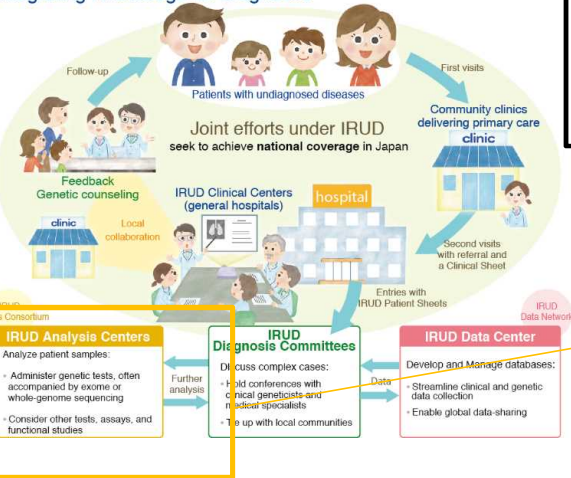 Follow-up
First visits
Patients with undiagnosed diseases
Joint efforts under IRUD
seek to achieve national coverage in Japan
Community clinics
delivering primary care
clinic
Feedback
Genetic counseling
IRUD Clinical Centers
(general hospitals)
hospital
clinic
Local
collaboration
Second visits
with referral and
a Clinical Sheet
Entries with
IRUD Patient Sheets
s Consortium
IRUD
Data Network
IRUD Analysis Centers
Analyze patient samples:
• Administer genetic tests, often
accompanied by exome or
whole-genome sequencing
• Consider other tests, assays, and
functional studies
Further
analysis
IRUD
Diagnosis Committees
Discuss complex cases:
• Hold conferences with
clinical geneticists and
medical specialists
• Tie up with local communities
Data
IRUD Data Center
Develop and Manage databases:
• Streamline clinical and genetic
data collection
• Enable global data-sharing